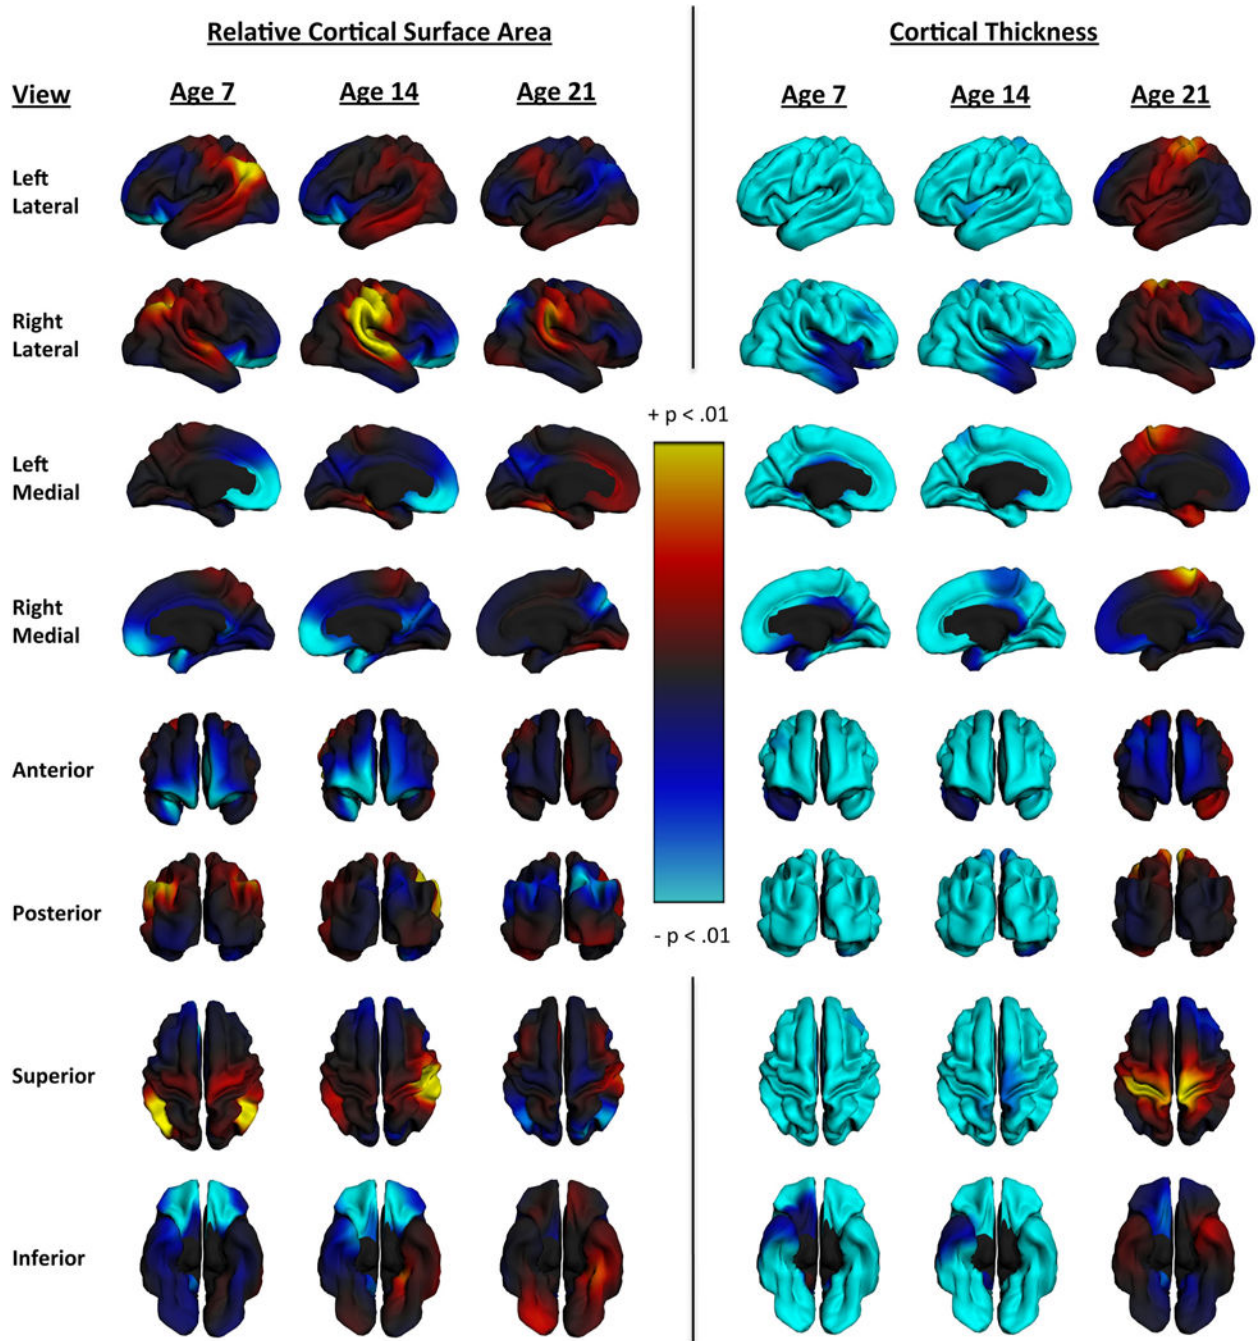 Relative Cortical Surface Area
Cortical Thickness
View
Age 7
Age 14
Age 21
Age 7
Age 14
Age 21
Left
Lateral
Right
Lateral
+ p < .01
Left
Medial
Right
Medial
Anterior
Posterior
- p < .01
Superior
Inferior